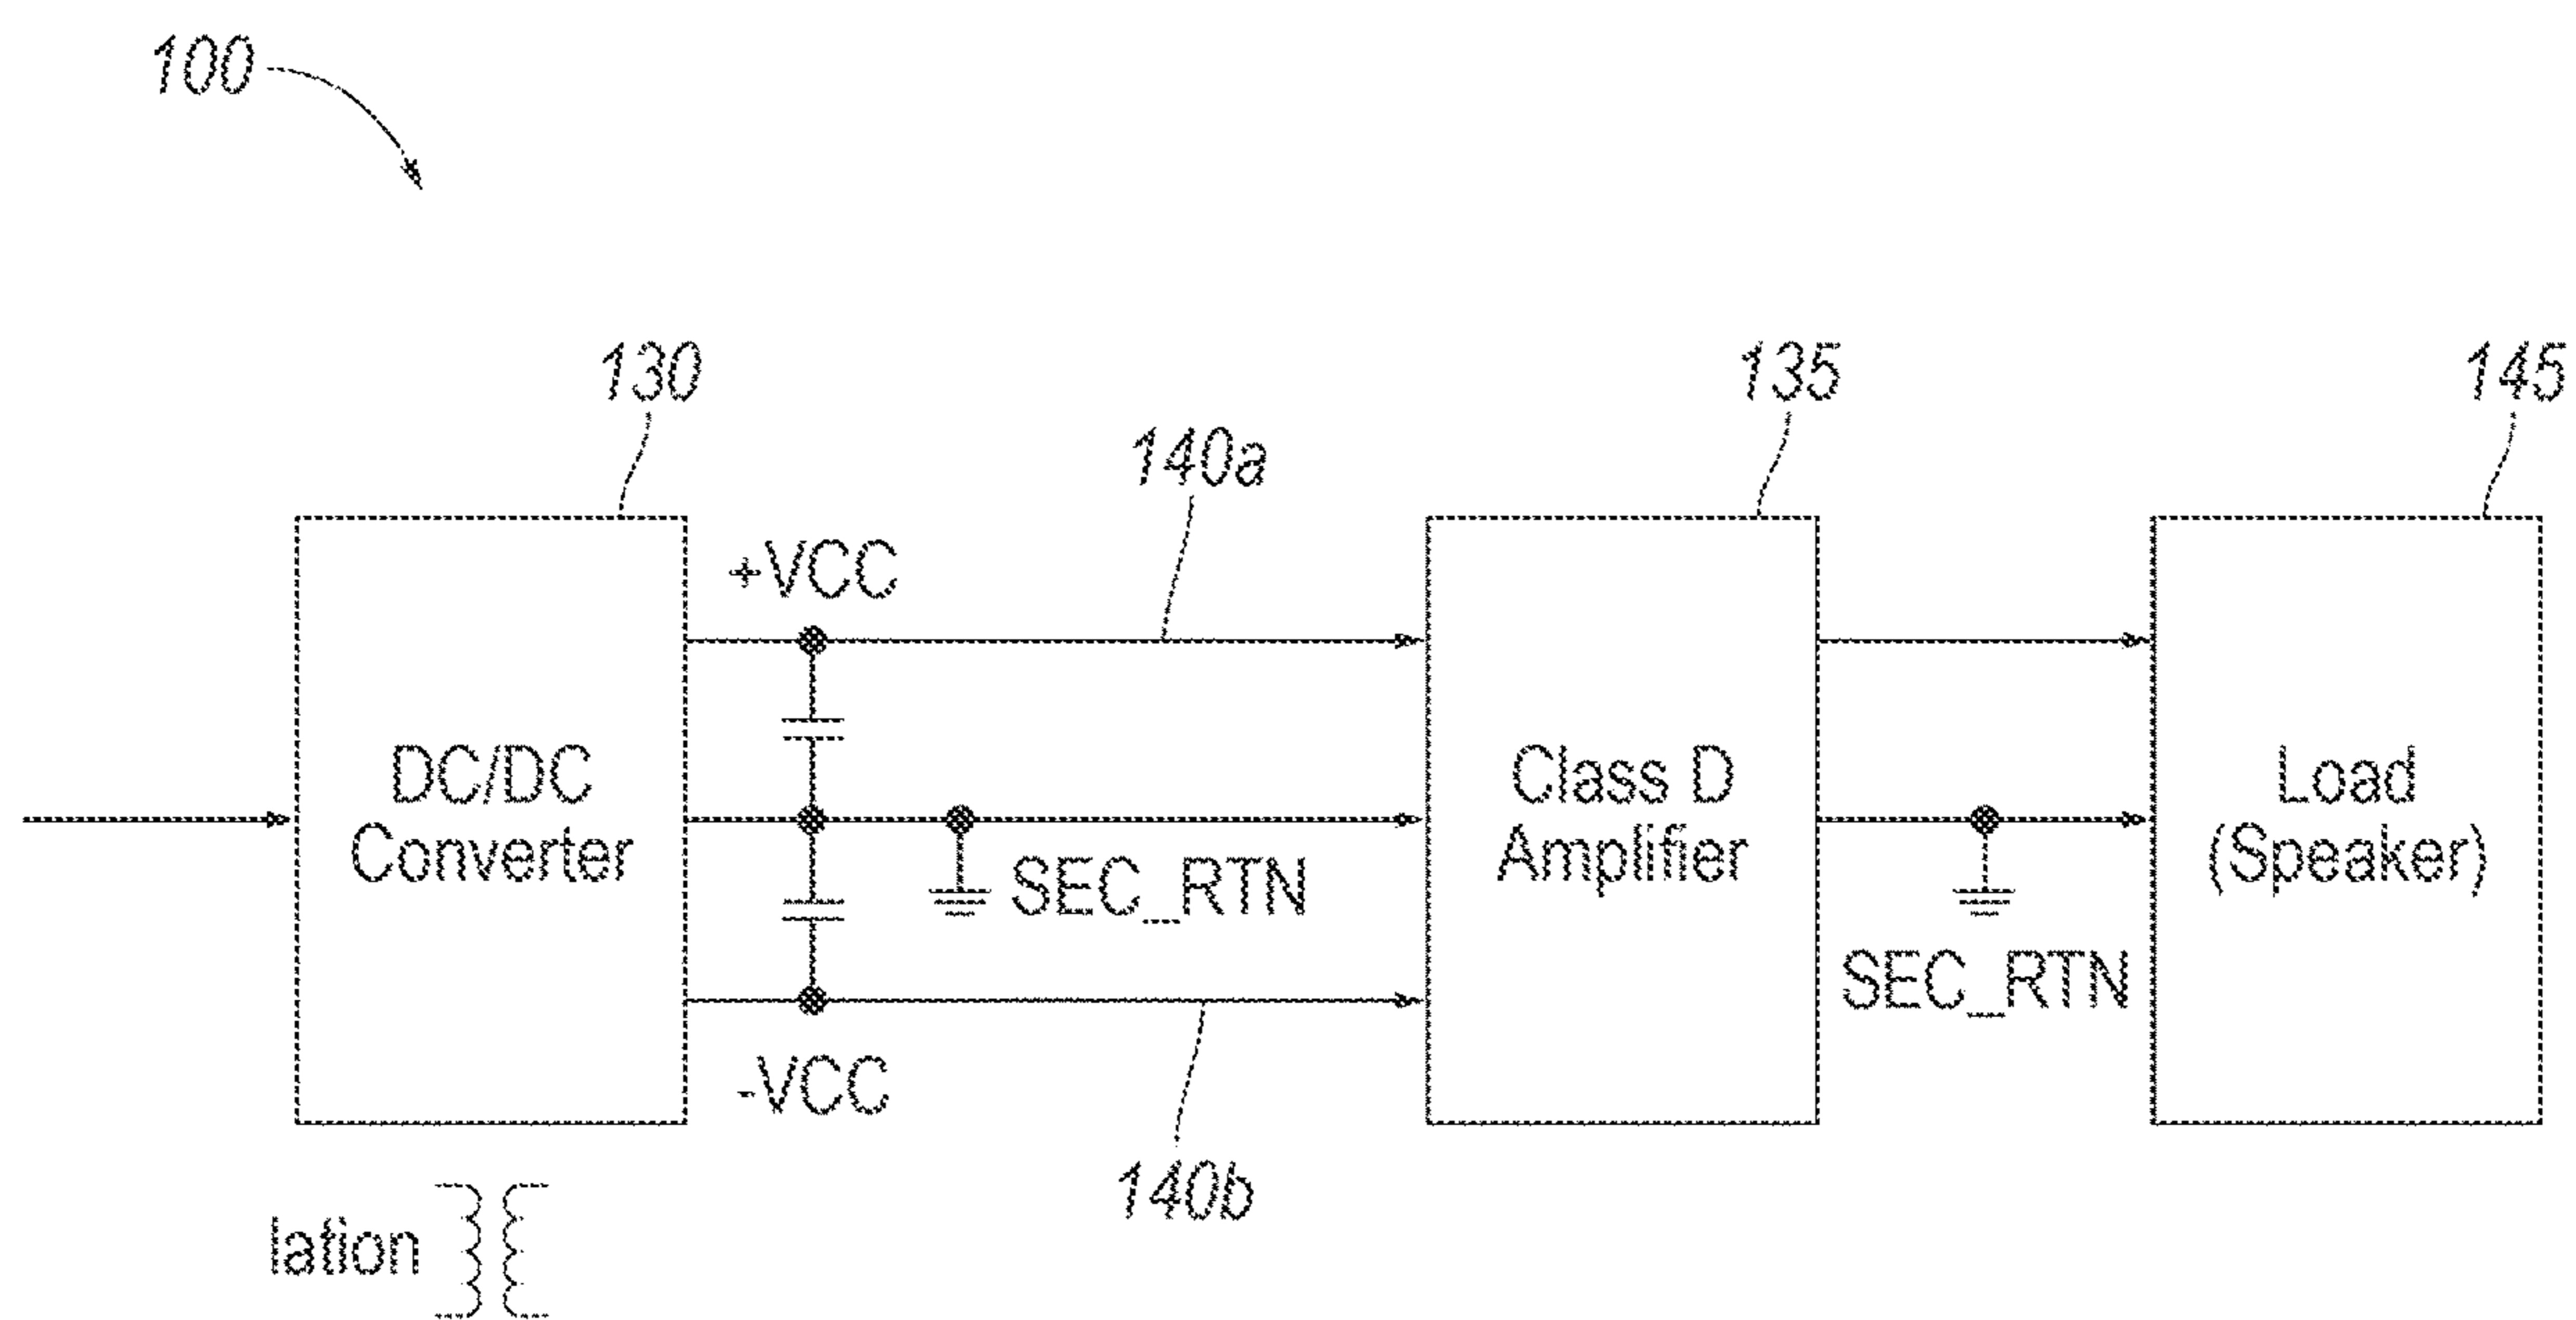 100
130
135
145
140a
+VCC
DC/DC
Converter
Class D
Amplifier
Load
(Speaker)
SEC_RTN
SEC_RTN
-VCC
140b
lation